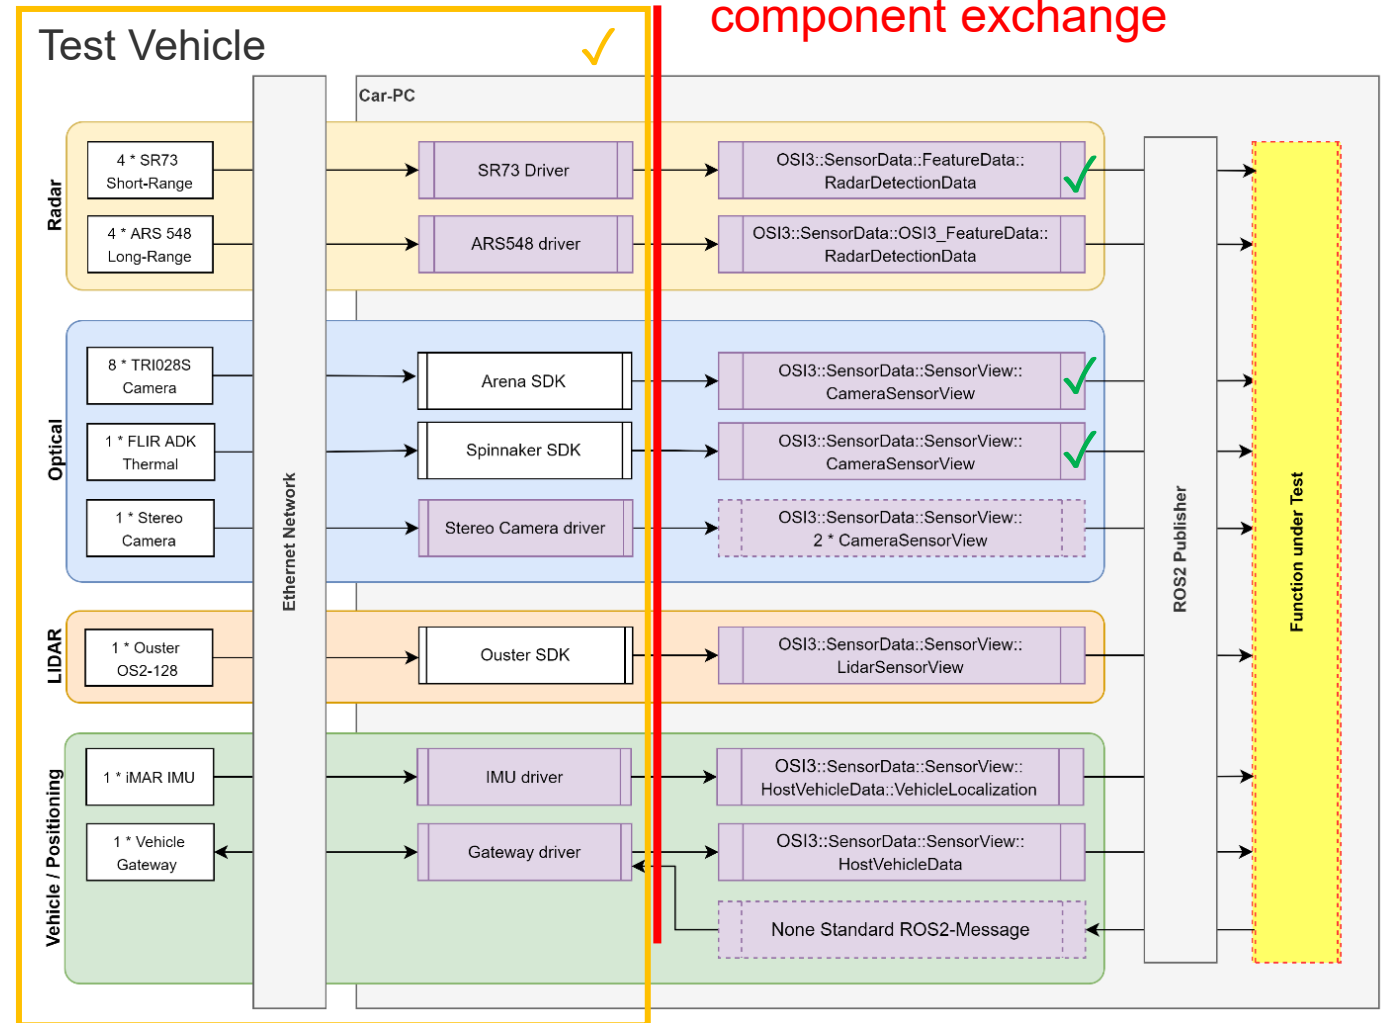 component exchange
Test Vehicle
Car-PC
Radar
4 * SR73
Short-Range
SR73 Driver
OSI3::SensorData::FeatureData::
RadarDetectionData
4 * ARS 548
Long-Range
ARS548 driver
OSI3::SensorData::OSI3_FeatureData::
RadarDetectionData
Optical
8 * TRI028S
Camera
Arena SDK
OSI3::SensorData::SensorView::
CameraSensorView
1 * FLIR ADK
Thermal
Spinnaker SDK
OSI3::SensorData::SensorView::
CameraSensorView
1 * Stereo
Camera
Stereo Camera driver
OSI3::SensorData::SensorView::
2 * CameraSensorView
Ethernet Network
ROS2 Publisher
Function under Test
LIDAR
1 * Ouster
OS2-128
Ouster SDK
OSI3::SensorData::SensorView::
LidarSensorView
Vehicle / Positioning
1 * iMAR IMU
IMU driver
OSI3::SensorData::SensorView::
HostVehicleData::VehicleLocalization
1 * Vehicle
Gateway
Gateway driver
OSI3::SensorData::SensorView::
HostVehicleData
None Standard ROS2-Message